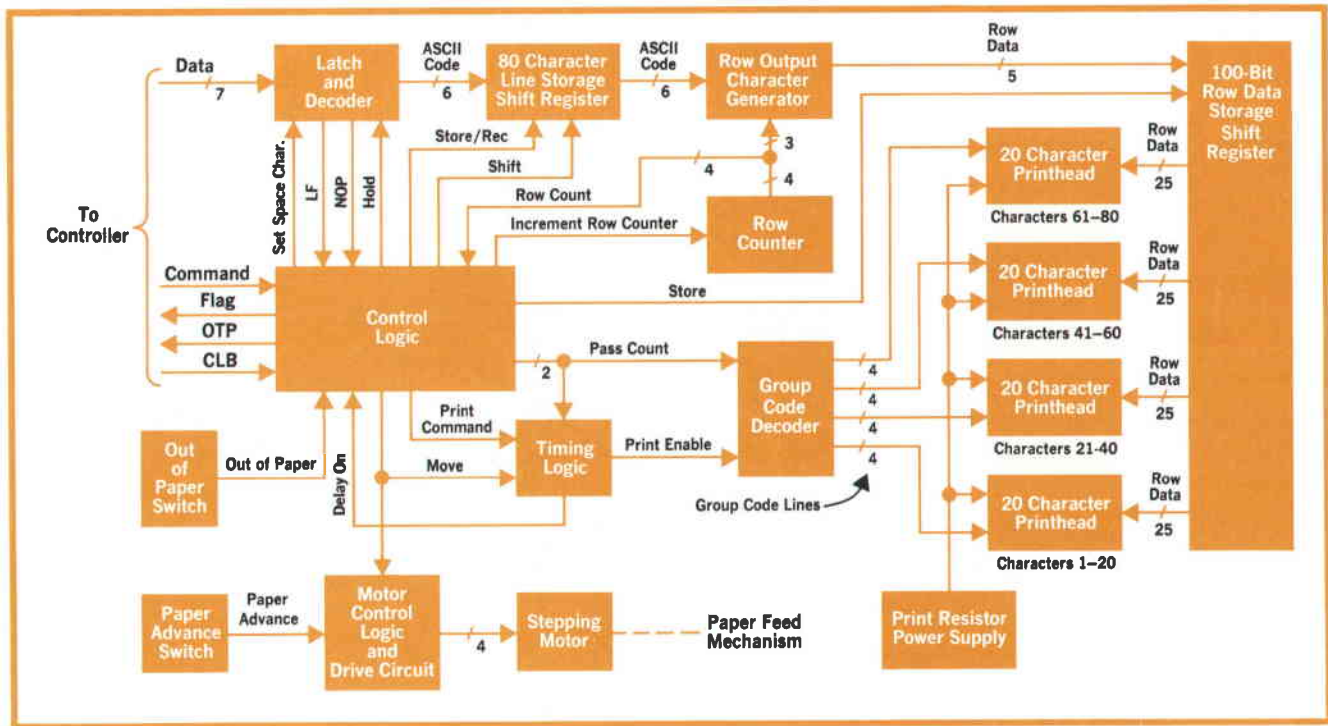 Data
7
Latch
and
Decoder
ASCII
Code
6
80 Character
Line Storage
Shift Register
ASCII
Code
6
Row Output
Character
Generator
Row
Data
5
100-Bit
Row Data
Storage
Shift
Register
Set Space Char.
LF
NOP
Hold
Store/Rec
Shift
4
3
4
Row Count
Increment Row Counter
Row
Counter
To
Controller
Command
Flag
OTP
CLB
Control
Logic
Store
2
Pass Count
Group
Code
Decoder
4
4
4
4
Group Code Lines
20 Character
Printhead
Characters 61–80
Row
Data
25
20 Character
Printhead
Characters 41–60
Row
Data
25
20 Character
Printhead
Characters 21-40
Row
Data
25
20 Character
Printhead
Characters 1–20
Row
Data
25
Print
Command
Timing
Logic
Print Enable
Move
Delay On
Out
of
Paper
Switch
Out of Paper
Paper
Advance
Switch
Paper
Advance
Motor
Control
Logic
and
Drive Circuit
4
Stepping
Motor
Paper Feed
Mechanism
Print Resistor
Power Supply